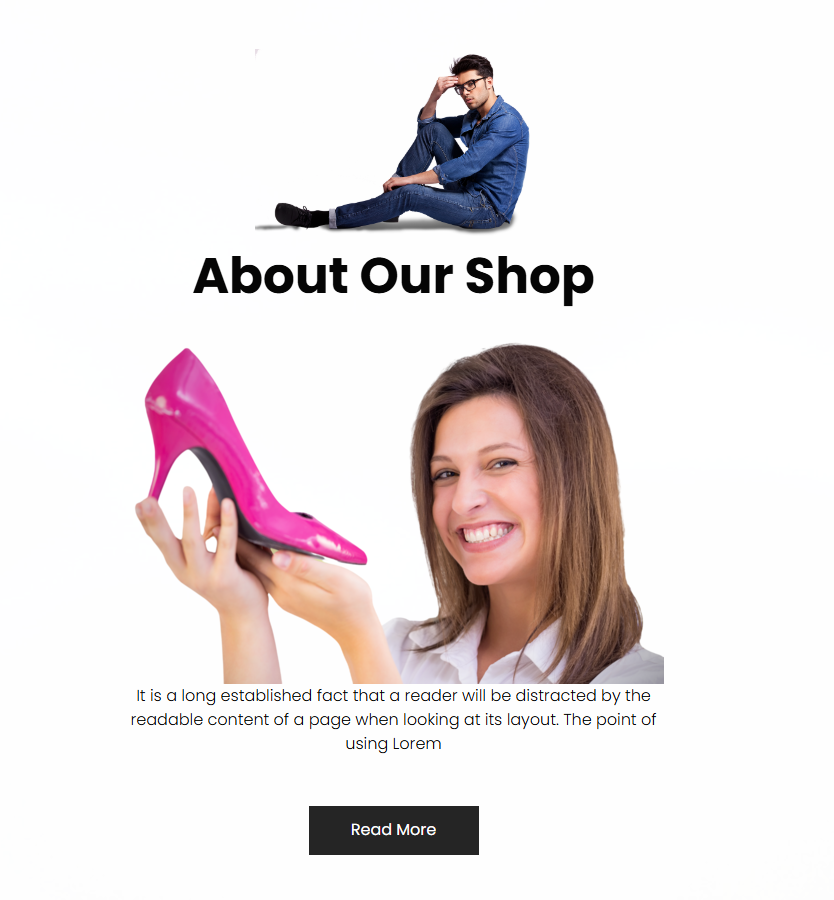 About Our Shop
It is a long established fact that a reader will be distracted by the
readable content of a page when looking at its layout. The point of
using Lorem
Read More